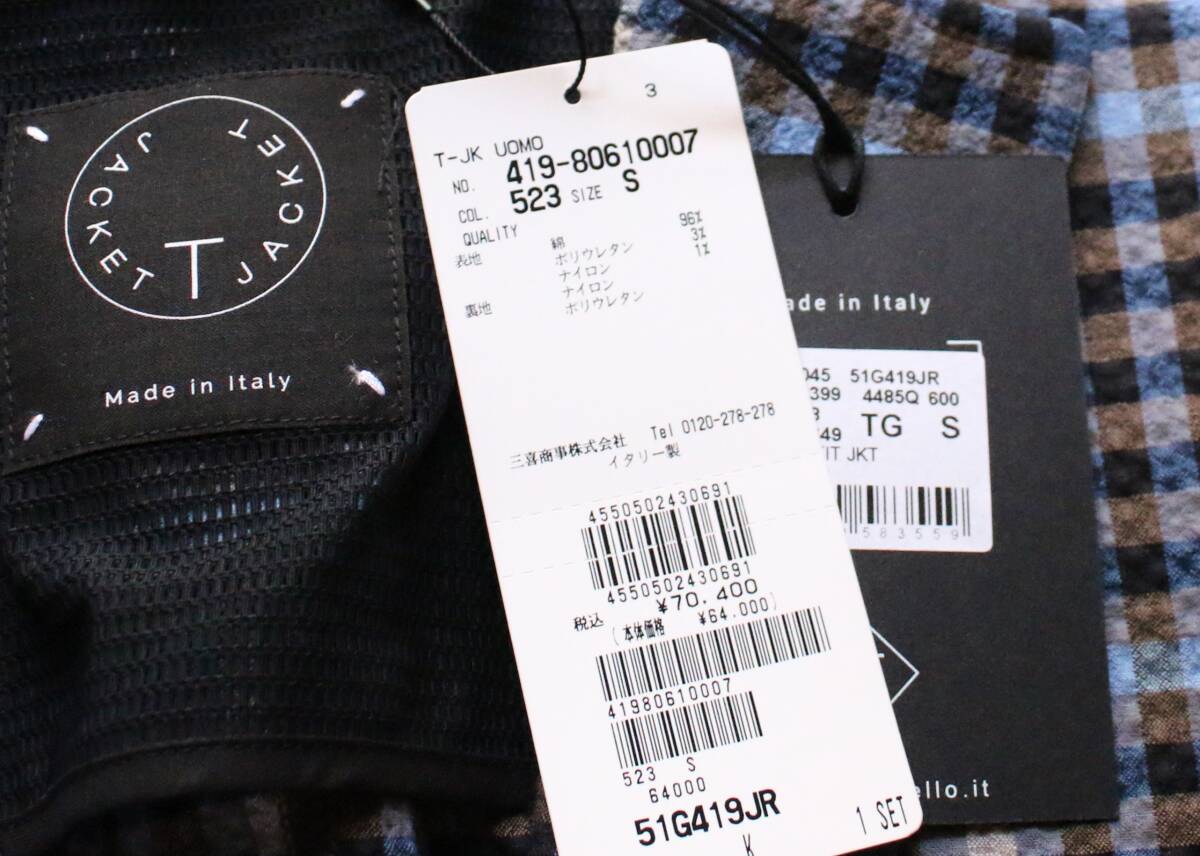 JACKET
T
JACKET
Made in Italy
3
T-JK UOMO
NO. 419-80610007
COL. 523 SIZE S
QUALITY
表地 綿 96%
ポリウレタン 3%
ナイロン 1%
裏地 ナイロン
ポリウレタン
三喜商事株式会社 Tel 0120-278-278
イタリー製
4550502430691
4550502430691
税込 ¥70.400
(本体価格 ¥64.000)
41980610007
523 S
64000
51G419JR
K
1 SET
ade in Italy
045 51G419JR
399 4485Q 600
49 TG S
IT JKT
583559
ello.it